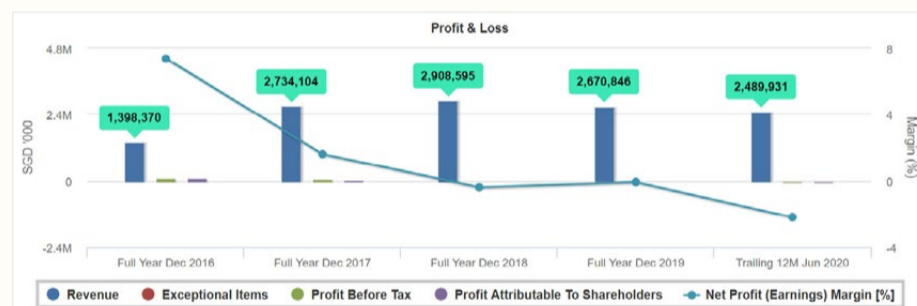 Profit & Loss
4.8M
2.4M
0
-2.4M
SGD '000
8
4
0
-4
Margin (%)
1,398,370
2,734,104
2,908,595
2,670,846
2,489,931
Full Year Dec 2016
Full Year Dec 2017
Full Year Dec 2018
Full Year Dec 2019
Trailing 12M Jun 2020
Revenue Exceptional Items Profit Before Tax Profit Attributable To Shareholders Net Profit (Earnings) Margin [%]